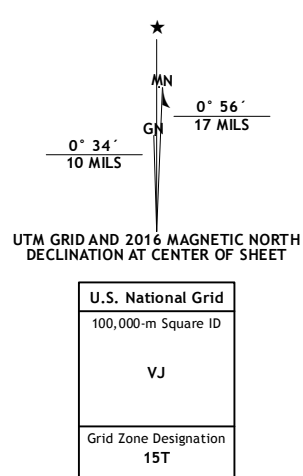 ★
MN
0° 56´
17 MILS
GN
0° 34´
10 MILS
UTM GRID AND 2016 MAGNETIC NORTH
DECLINATION AT CENTER OF SHEET
U.S. National Grid
100,000-m Square ID
VJ
Grid Zone Designation
15T